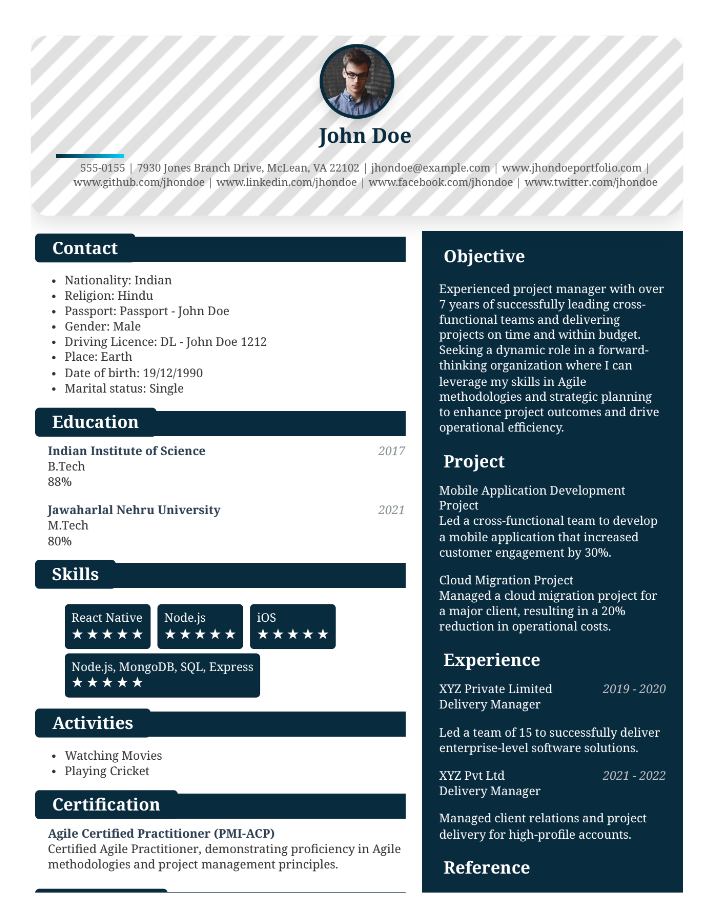 John Doe
555-0155 | 7930 Jones Branch Drive, McLean, VA 22102 | jhondoe@example.com | www.jhondoeportfolio.com |
www.github.com/jhondoe | www.linkedin.com/jhondoe | www.facebook.com/jhondoe | www.twitter.com/jhondoe
Contact
• Nationality: Indian
• Religion: Hindu
• Passport: Passport - John Doe
• Gender: Male
• Driving Licence: DL - John Doe 1212
• Place: Earth
• Date of birth: 19/12/1990
• Marital status: Single
Education
Indian Institute of Science 2017
B.Tech
88%
Jawaharlal Nehru University 2021
M.Tech
80%
Skills
React Native Node.js iOS
★★★★★ ★★★★★ ★★★★★
Node.js, MongoDB, SQL, Express
★★★★★
Activities
• Watching Movies
• Playing Cricket
Certification
Agile Certified Practitioner (PMI-ACP)
Certified Agile Practitioner, demonstrating proficiency in Agile
methodologies and project management principles.
Objective
Experienced project manager with over
7 years of successfully leading cross-
functional teams and delivering
projects on time and within budget.
Seeking a dynamic role in a forward-
thinking organization where I can
leverage my skills in Agile
methodologies and strategic planning
to enhance project outcomes and drive
operational efficiency.
Project
Mobile Application Development
Project
Led a cross-functional team to develop
a mobile application that increased
customer engagement by 30%.
Cloud Migration Project
Managed a cloud migration project for
a major client, resulting in a 20%
reduction in operational costs.
Experience
XYZ Private Limited 2019 - 2020
Delivery Manager
Led a team of 15 to successfully deliver
enterprise-level software solutions.
XYZ Pvt Ltd 2021 - 2022
Delivery Manager
Managed client relations and project
delivery for high-profile accounts.
Reference